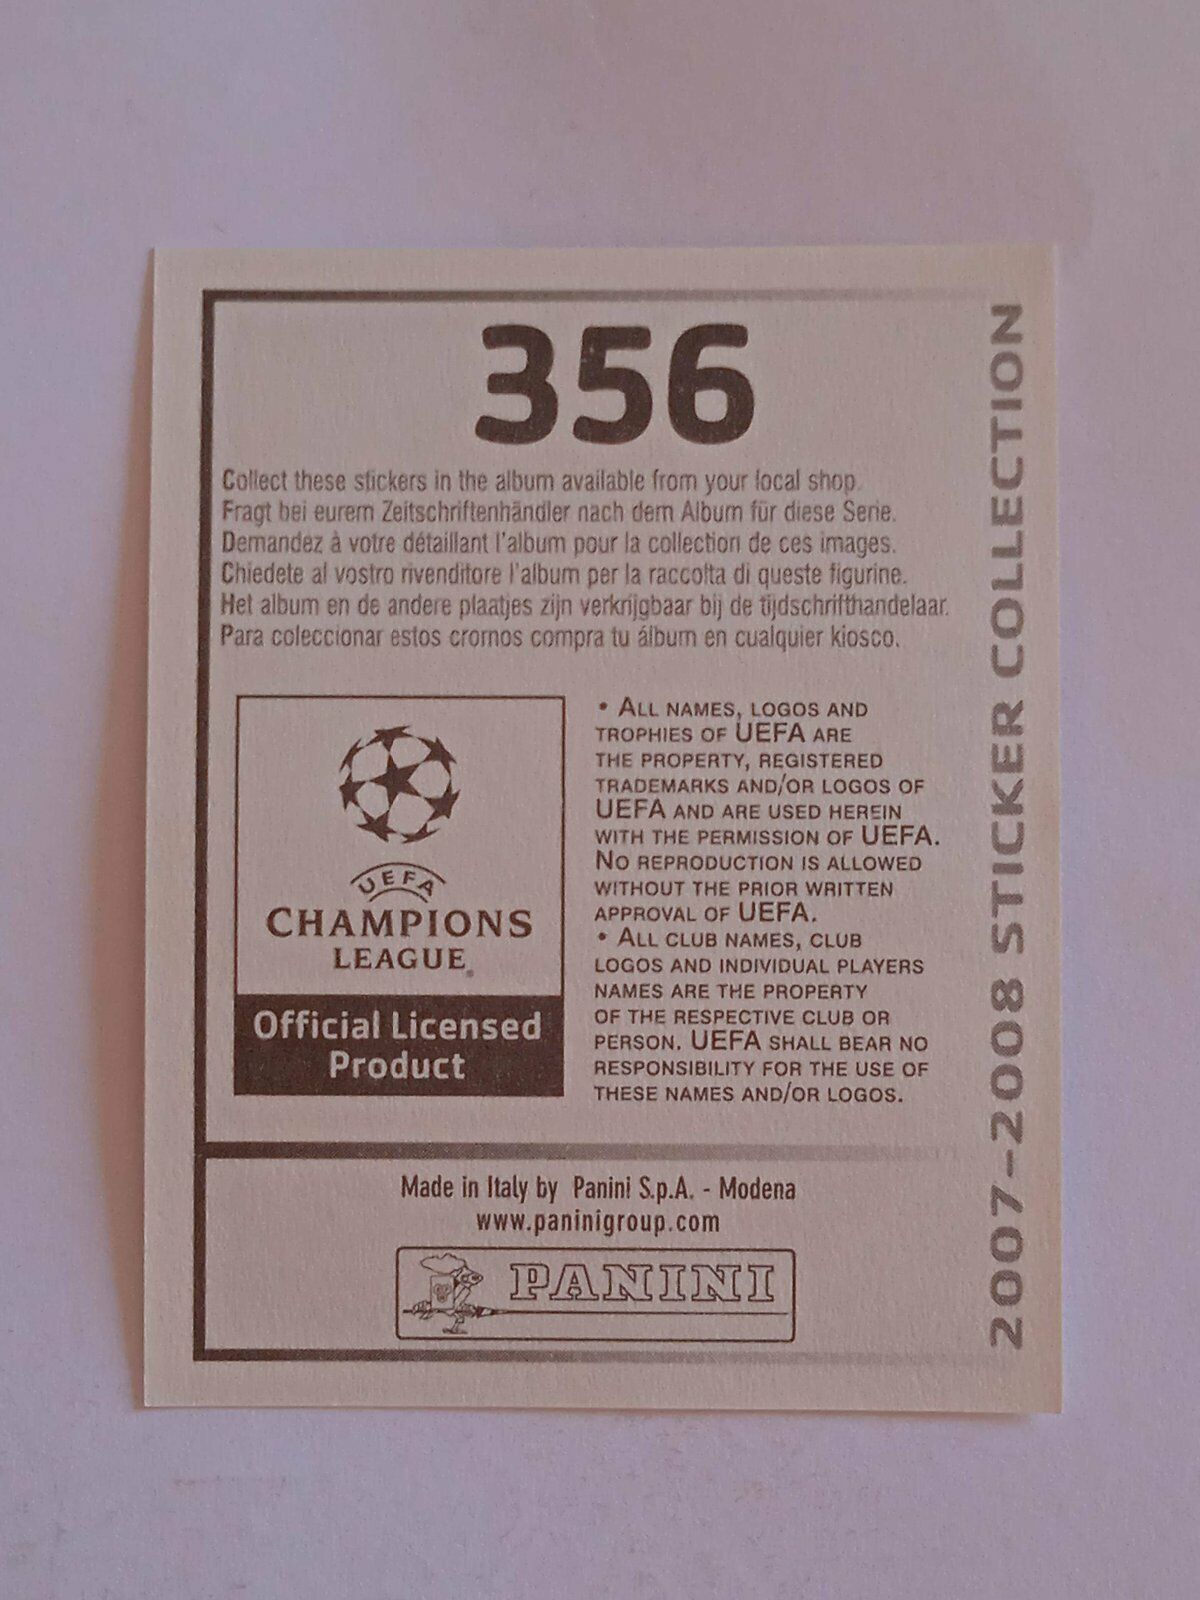 356
Collect these stickers in the album available from your local shop.
Fragt bei eurem Zeitschriftenhändler nach dem Album für diese Serie.
Demandez à votre détaillant l'album pour la collection de ces images.
Chiedete al vostro rivenditore l'album per la raccolta di queste figurine.
Het album en de andere plaatjes zijn verkrijgbaar bij de tijdschrifthandelaar.
Para coleccionar estos cromos compra tu álbum en cualquier kiosco.
UEFA
CHAMPIONS
LEAGUE®
Official Licensed
Product
• ALL NAMES, LOGOS AND
TROPHIES OF UEFA ARE
THE PROPERTY, REGISTERED
TRADEMARKS AND/OR LOGOS OF
UEFA AND ARE USED HEREIN
WITH THE PERMISSION OF UEFA.
NO REPRODUCTION IS ALLOWED
WITHOUT THE PRIOR WRITTEN
APPROVAL OF UEFA.
• ALL CLUB NAMES, CLUB
LOGOS AND INDIVIDUAL PLAYERS
NAMES ARE THE PROPERTY
OF THE RESPECTIVE CLUB OR
PERSON. UEFA SHALL BEAR NO
RESPONSIBILITY FOR THE USE OF
THESE NAMES AND/OR LOGOS.
Made in Italy by Panini S.p.A. - Modena
www.paninigroup.com
PANINI
2007-2008 STICKER COLLECTION